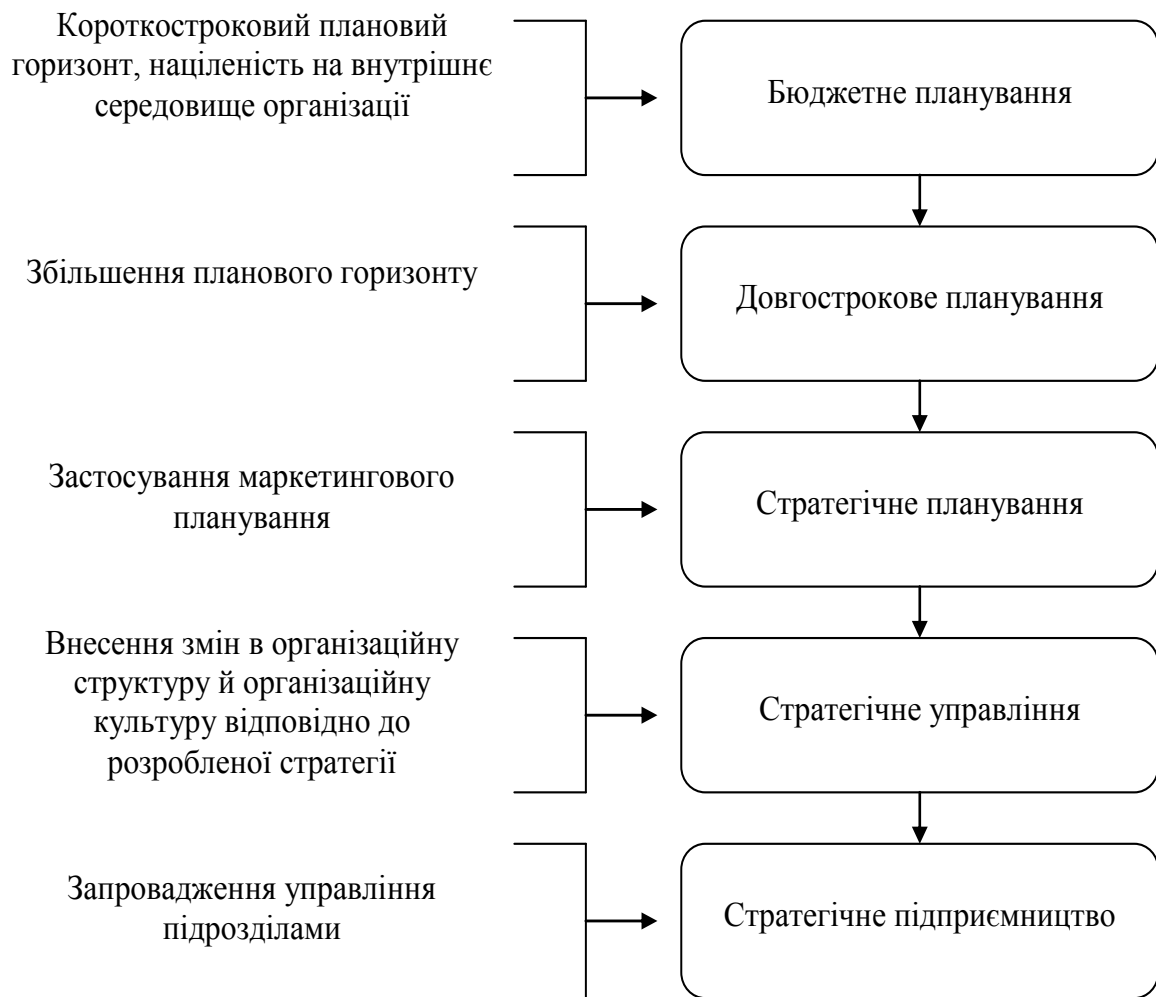 Короткостроковий плановий
горизонт, націленість на внутрішнє
середовище організації
Бюджетне планування
Збільшення планового горизонту
Довгострокове планування
Застосування маркетингового
планування
Стратегічне планування
Внесення змін в організаційну
структуру й організаційну
культуру відповідно до
розробленої стратегії
Стратегічне управління
Запровадження управління
підрозділами
Стратегічне підприємництво